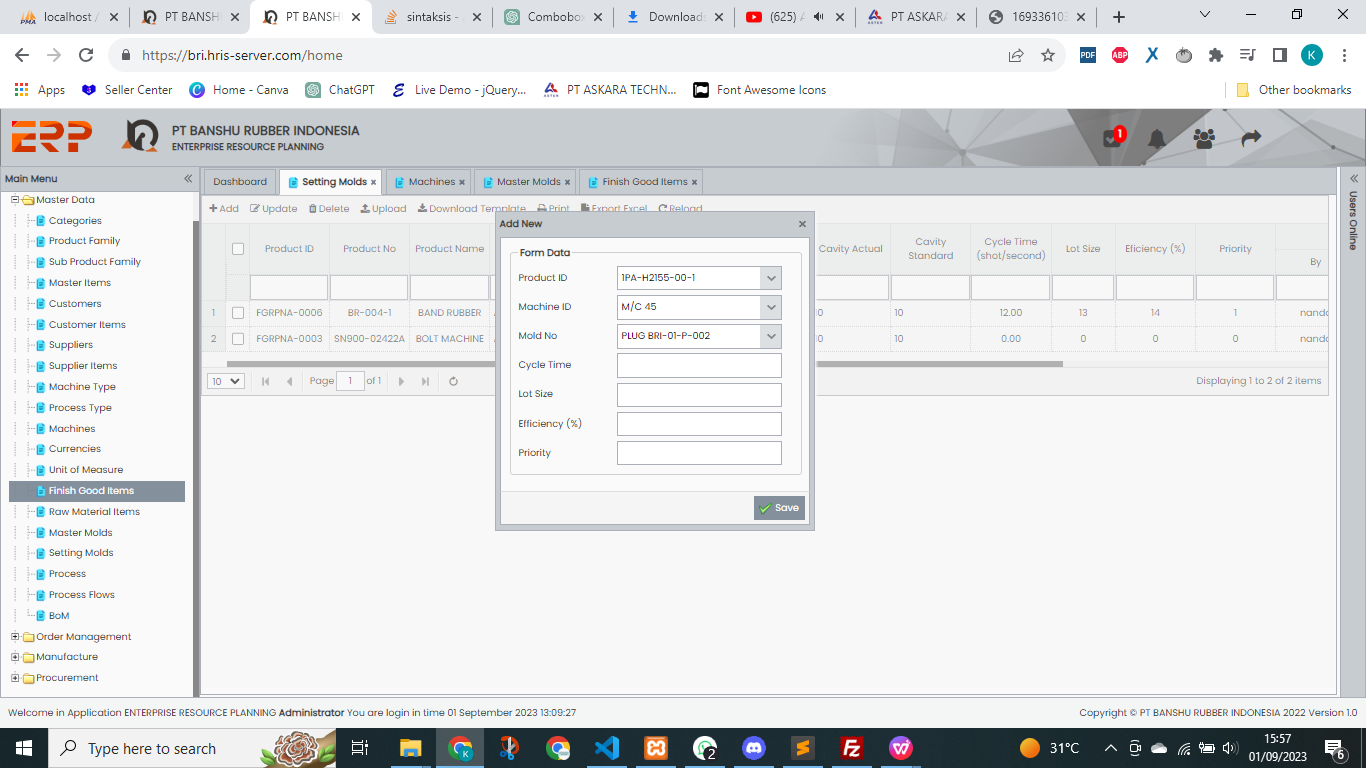 localhost /
PT BANSHU
PT BANSHU
sintaksis -
Combobox
Downloads
(625) A
PT ASKARA
169336103
https://bri.hris-server.com/home
PDF
ABP
K
Apps
Seller Center
Home - Canva
ChatGPT
Live Demo - jQuery...
PT ASKARA TECHN...
Font Awesome Icons
Other bookmarks
ERP
PT BANSHU RUBBER INDONESIA
ENTERPRISE RESOURCE PLANNING
1
Main Menu
Dashboard
Setting Molds
Machines
Master Molds
Finish Good Items
Users Online
Master Data
Categories
Product Family
Sub Product Family
Master Items
Customers
Customer Items
Suppliers
Supplier Items
Machine Type
Process Type
Machines
Currencies
Unit of Measure
Finish Good Items
Raw Material Items
Master Molds
Setting Molds
Process
Process Flows
BoM
Order Management
Manufacture
Procurement
Add Update Delete Upload Download Template Print Export Excel Reload
Product ID Product No Product Name Cavity Actual Cavity Standard Cycle Time (shot/second) Lot Size Eficiency (%) Priority By
1 FGRPNA-0006 BR-004-1 BAND RUBBER 10 12.00 13 14 1
2 FGRPNA-0003 SN900-02422A BOLT MACHINE 10 0.00 0 0 0
10 Page 1 of 1 Displaying 1 to 2 of 2 items
Add New
Form Data
Product ID 1PA-H2155-00-1
Machine ID M/C 45
Mold No PLUG BRI-01-P-002
Cycle Time
Lot Size
Efficiency (%)
Priority
Save
Welcome in Application ENTERPRISE RESOURCE PLANNING Administrator You are login in time 01 September 2023 13:09:27
Copyright © PT BANSHU RUBBER INDONESIA 2022 Version 1.0
Type here to search
2
31°C
15:57
01/09/2023
6